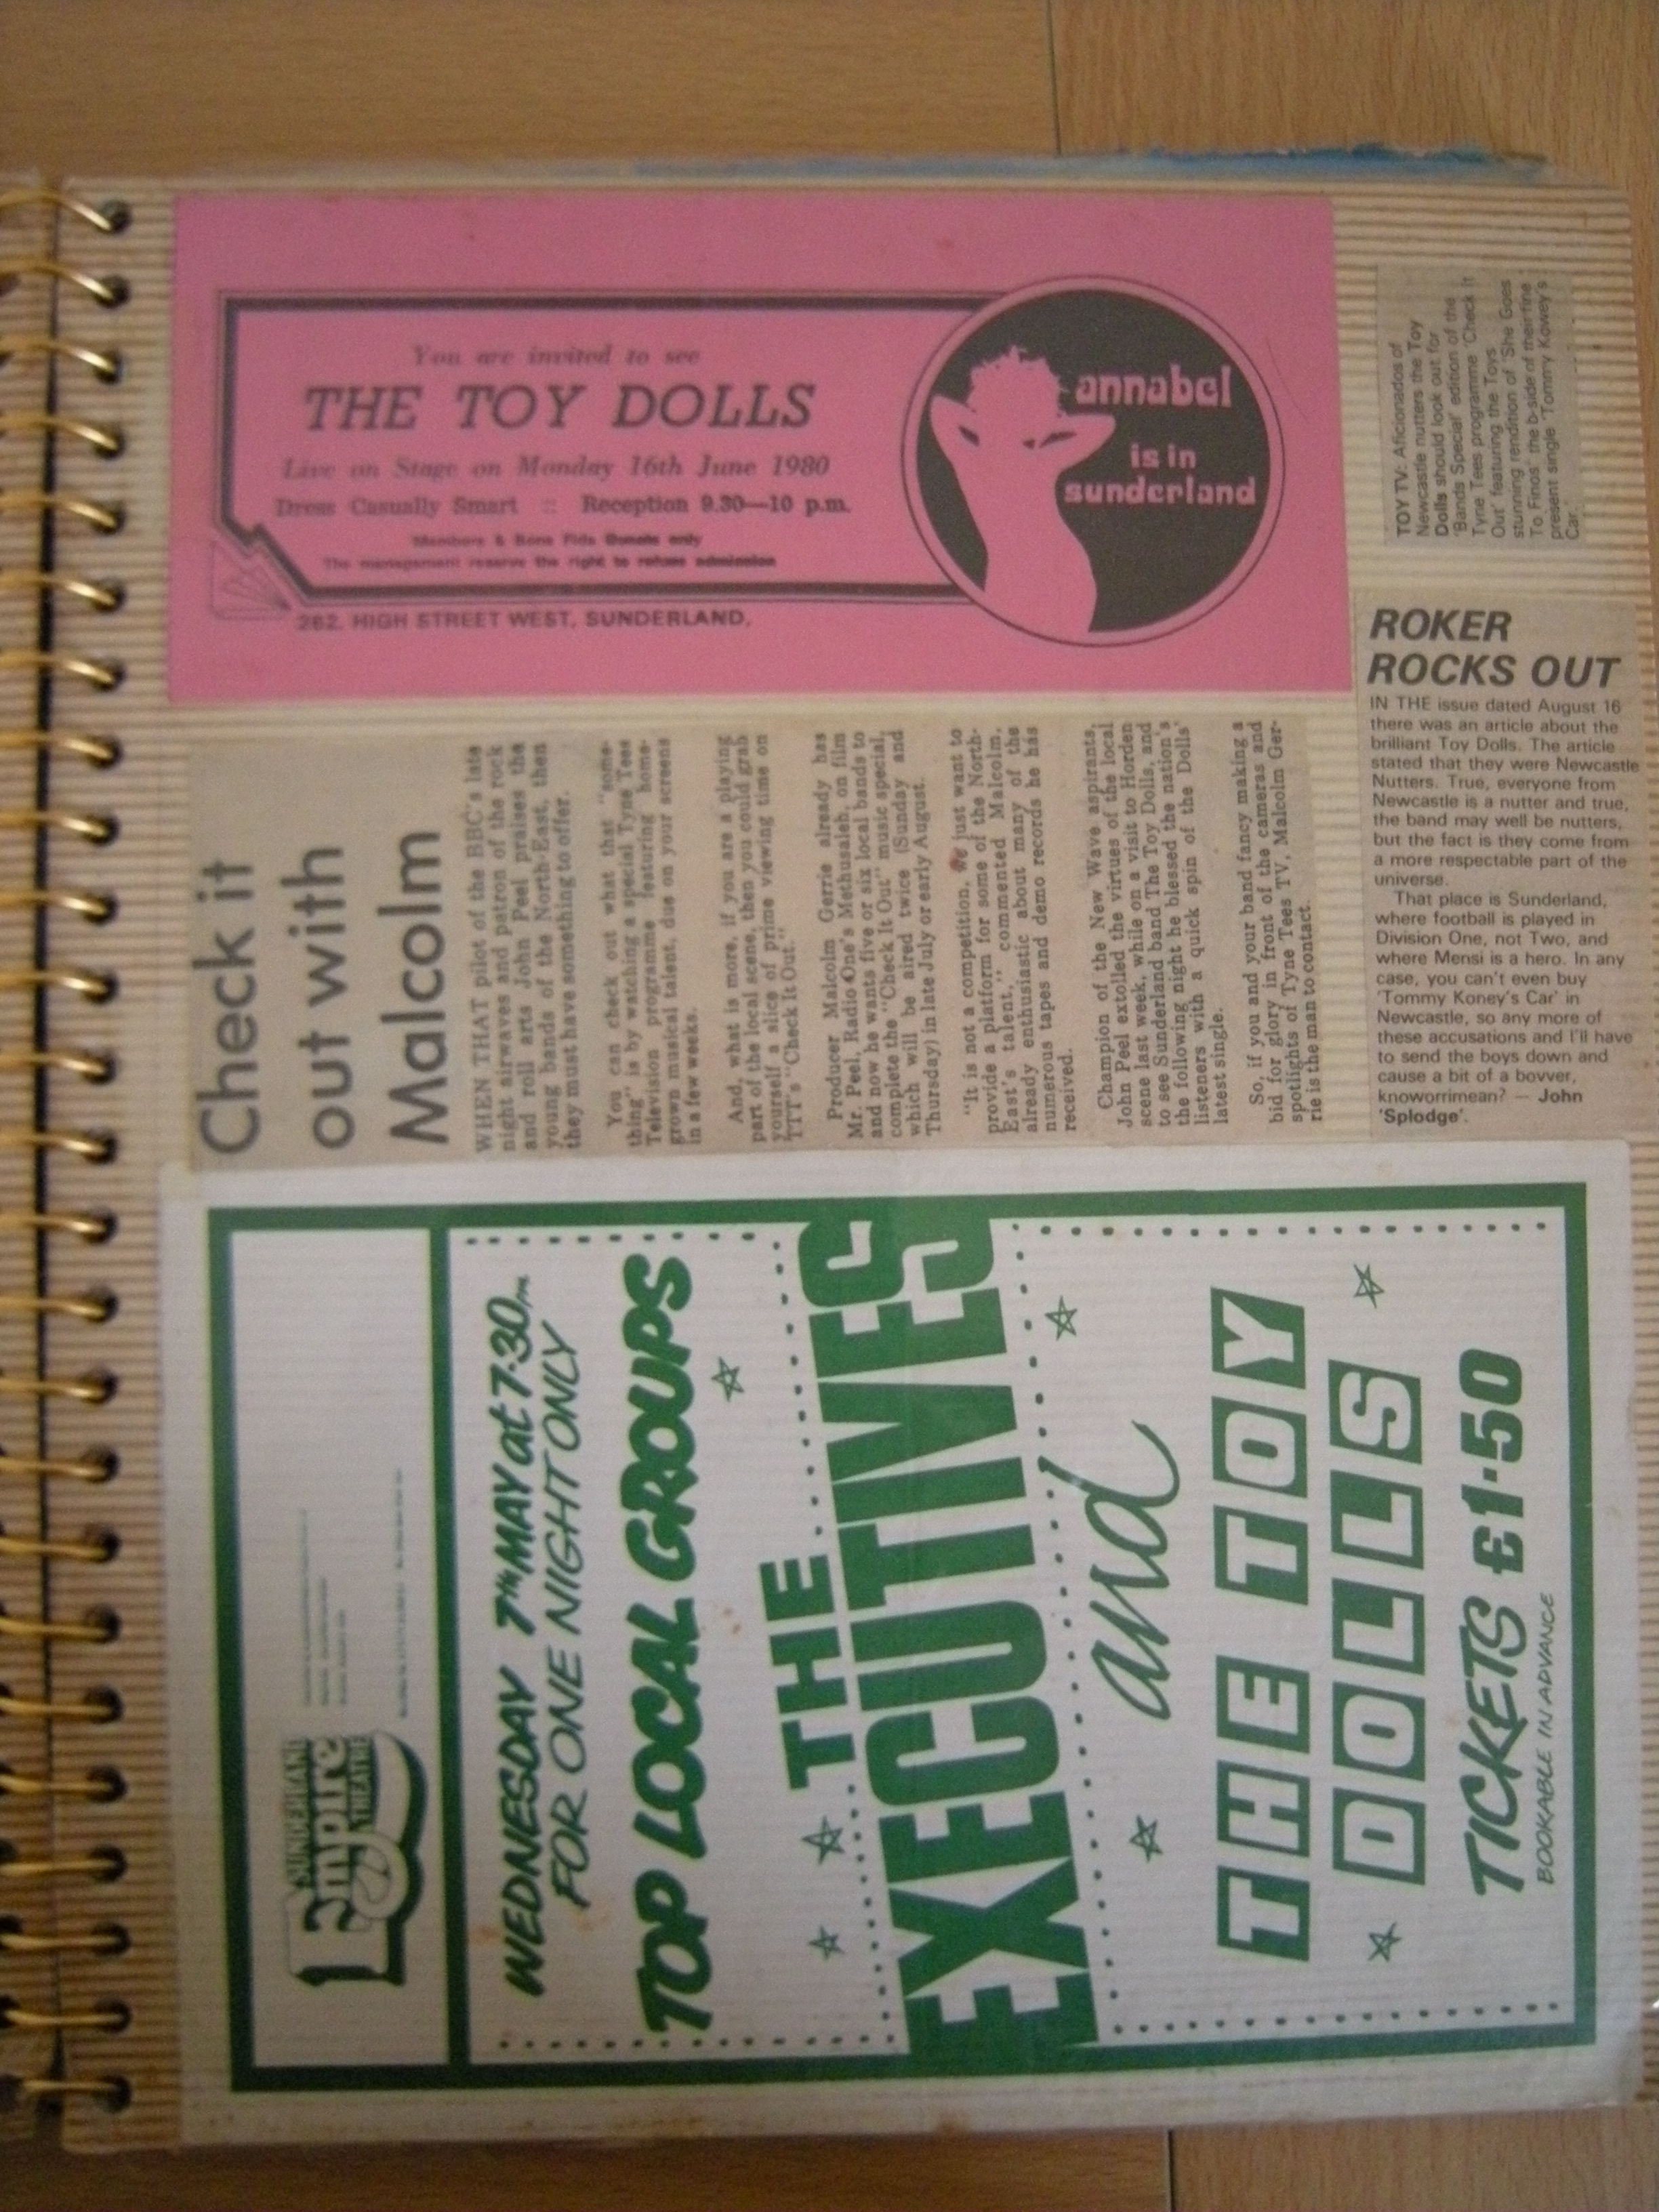 You are invited to see
THE TOY DOLLS
Live on Stage on Monday 16th June 1980
Dress Casually Smart :: Reception 9.30—10 p.m.
Members & Bona Fide Guests only
The management reserve the right to refuse admission
262, HIGH STREET WEST, SUNDERLAND.
annabel
is in
sunderland
Check it
out with
Malcolm
WHEN THAT pilot of the BBC's late
night airwaves and patron of the rock
and roll arts John Peel praises the
young bands of the North-East, then
they must have something to offer.
You can check out what that "some-
thing" is by watching a special Tyne Tees
Television programme featuring home-
grown musical talent, due on your screens
in a few weeks.
And, what is more, if you are a playing
part of the local scene, then you could grab
yourself a slice of prime viewing time on
TTT's "Check It Out."
Producer Malcolm Gerrie already has
Mr. Peel, Radio One's Methusaleh, on film
and now he wants five or six local bands to
complete the "Check It Out" music special,
which will be aired twice (Sunday and
Thursday) in late July or early August.
"It is not a competition. We just want to
provide a platform for some of the North-
East's talent," commented Malcolm,
already enthusiastic about many of the
numerous tapes and demo records he has
received.
Champion of the New Wave aspirants,
John Peel extolled the virtues of the local
scene last week, while on a visit to Horden
to see Sunderland band The Toy Dolls, and
the following night he blessed the nation's
listeners with a quick spin of the Dolls'
latest single.
So, if you and your band fancy making a
bid for glory in front of the cameras and
spotlights of Tyne Tees TV, Malcolm Ger-
rie is the man to contact.
TOY TV: Aficionados of
Newcastle nutters the Toy
Dolls should look out for
'Bands Special' edition of the
Tyne Tees programme 'Check It
Out' featuring the Toys
stunning rendition of 'She Goes
To Finos' the b-side of their fine
present single 'Tommy Kowey's
Car.'
ROKER
ROCKS OUT
IN THE issue dated August 16
there was an article about the
brilliant Toy Dolls. The article
stated that they were Newcastle
Nutters. True, everyone from
Newcastle is a nutter and true,
the band may well be nutters,
but the fact is they come from
a more respectable part of the
universe.
That place is Sunderland,
where football is played in
Division One, not Two, and
where Mensi is a hero. In any
case, you can't even buy
'Tommy Koney's Car' in
Newcastle, so any more of
these accusations and I'll have
to send the boys down and
cause a bit of a bovver,
knoworrimean? — John
'Splodge'.
SUNDERLAND
Empire
THEATRE
WEDNESDAY 7TH MAY at 7·30pm
FOR ONE NIGHT ONLY
TOP LOCAL GROUPS
THE
EXECUTIVES
and
THE TOY
DOLLS
TICKETS £1·50
BOOKABLE IN ADVANCE